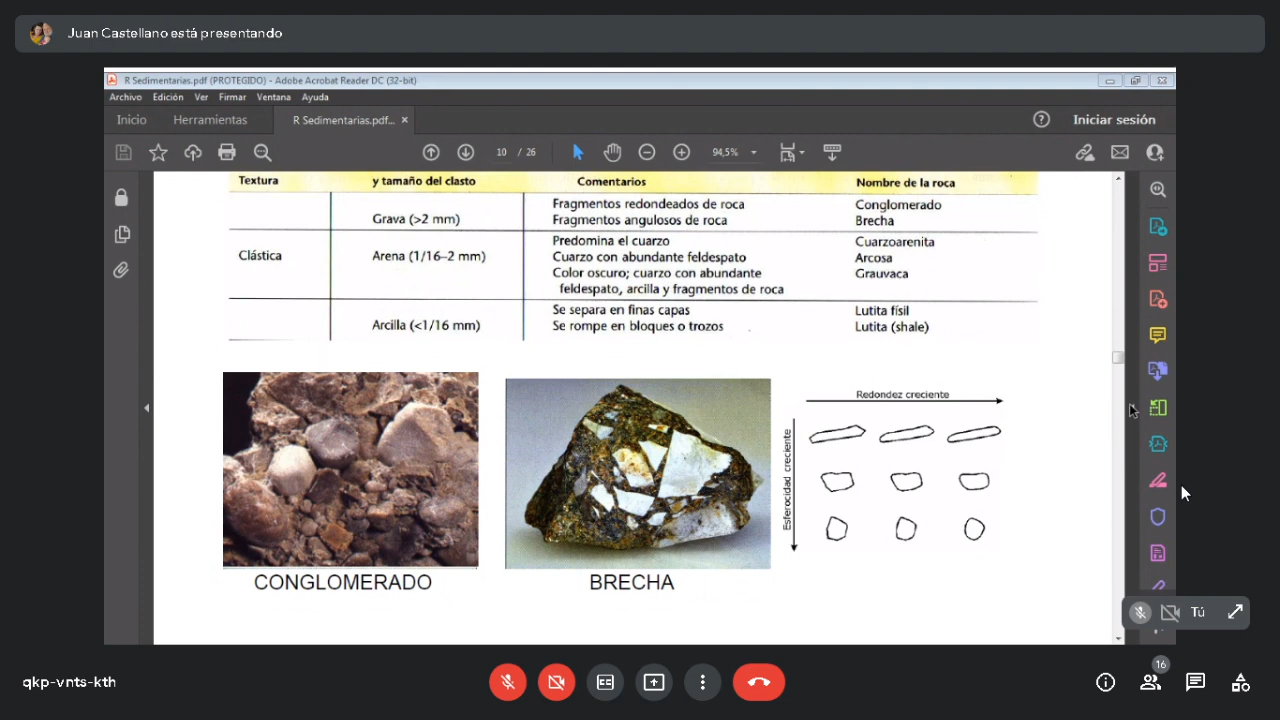 Juan Castellano está presentando
R Sedimentarias.pdf (PROTEGIDO) - Adobe Acrobat Reader DC (32-bit)
Archivo Edición Ver Firmar Ventana Ayuda
Inicio Herramientas R Sedimentarias.pdf... × Iniciar sesión
10 / 26 94,5%
Textura y tamaño del clasto Comentarios Nombre de la roca
Fragmentos redondeados de roca Conglomerado
Grava (>2 mm) Fragmentos angulosos de roca Brecha
Predomina el cuarzo Cuarzoarenita
Clástica Arena (1/16–2 mm) Cuarzo con abundante feldespato Arcosa
Color oscuro; cuarzo con abundante Grauvaca
feldespato, arcilla y fragmentos de roca
Se separa en finas capas Lutita físil
Arcilla (<1/16 mm) Se rompe en bloques o trozos Lutita (shale)
Redondez creciente
Esferocidad creciente
CONGLOMERADO BRECHA
Tú
16
qkp-vnts-kth